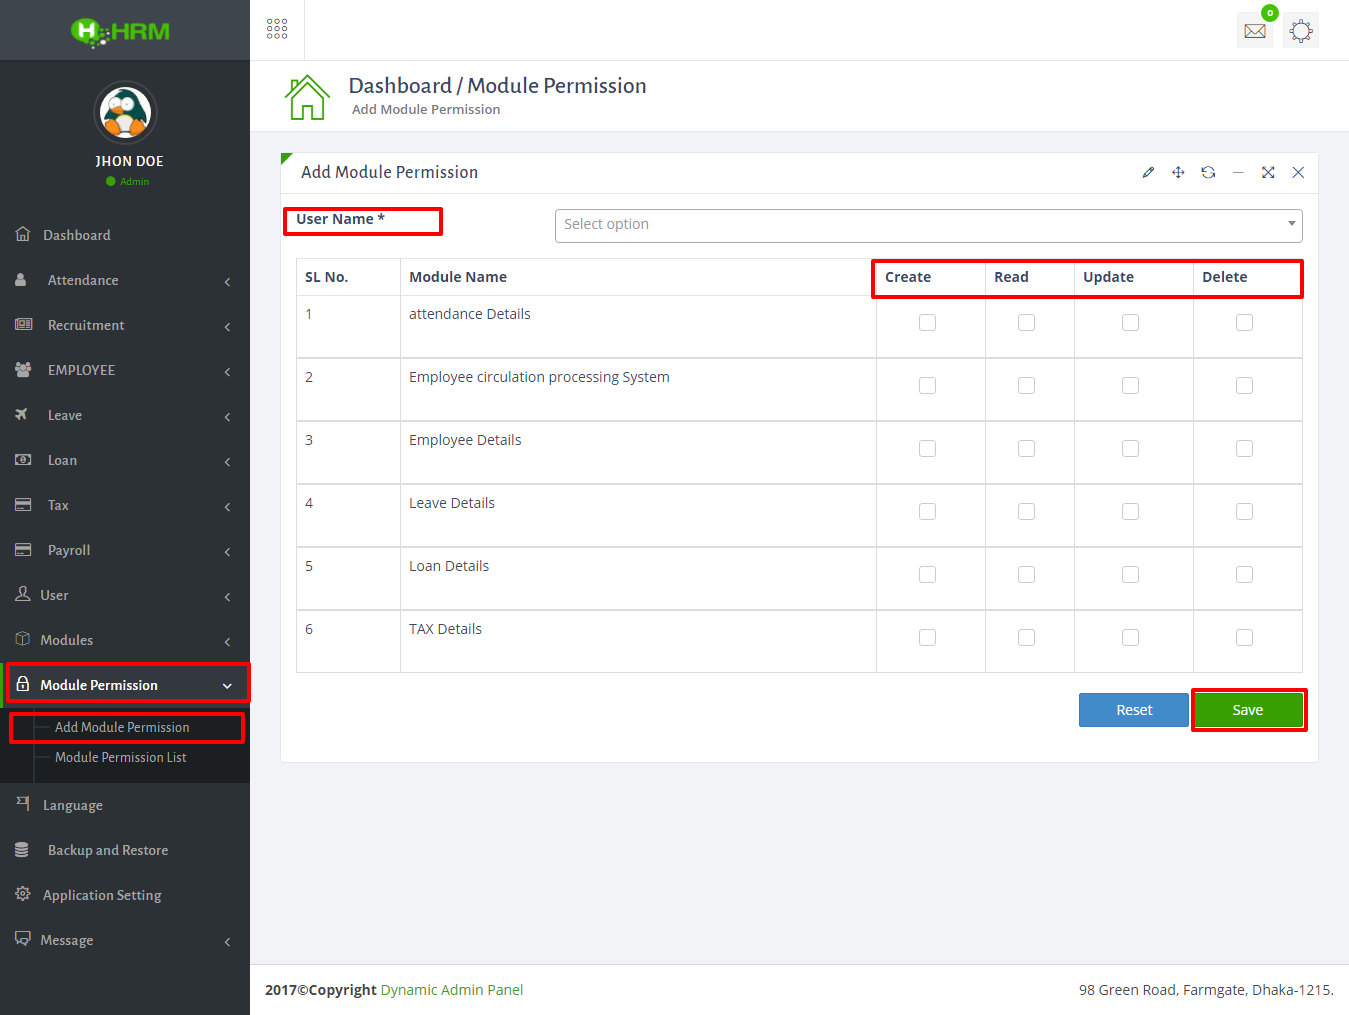 HRM
0
JHON DOE
Admin
Dashboard
Attendance
Recruitment
EMPLOYEE
Leave
Loan
Tax
Payroll
User
Modules
Module Permission
Add Module Permission
Module Permission List
Language
Backup and Restore
Application Setting
Message
Dashboard / Module Permission
Add Module Permission
Add Module Permission
User Name *
Select option
SL No. Module Name Create Read Update Delete
1 attendance Details
2 Employee circulation processing System
3 Employee Details
4 Leave Details
5 Loan Details
6 TAX Details
Reset Save
2017©Copyright Dynamic Admin Panel
98 Green Road, Farmgate, Dhaka-1215.